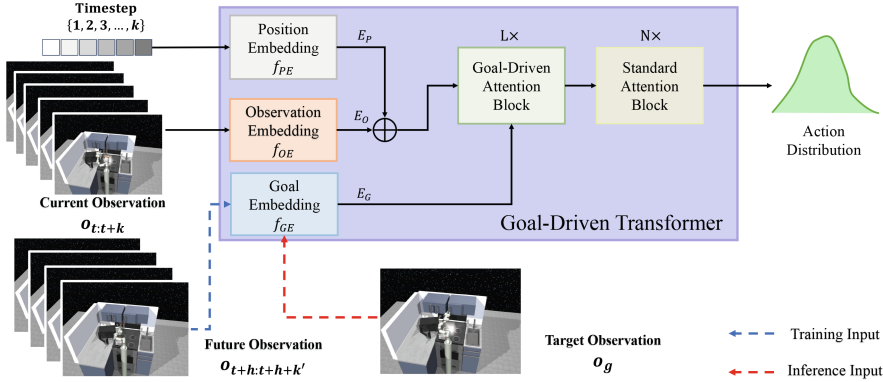 Timestep
{1, 2, 3, ..., k}
Position
Embedding
f_PE
E_P
Observation
Embedding
f_OE
E_O
Goal
Embedding
f_GE
E_G
L×
Goal-Driven
Attention
Block
N×
Standard
Attention
Block
Action
Distribution
Goal-Driven Transformer
Current Observation
o_{t:t+k}
Future Observation
o_{t+h:t+h+k'}
Target Observation
o_g
Training Input
Inference Input